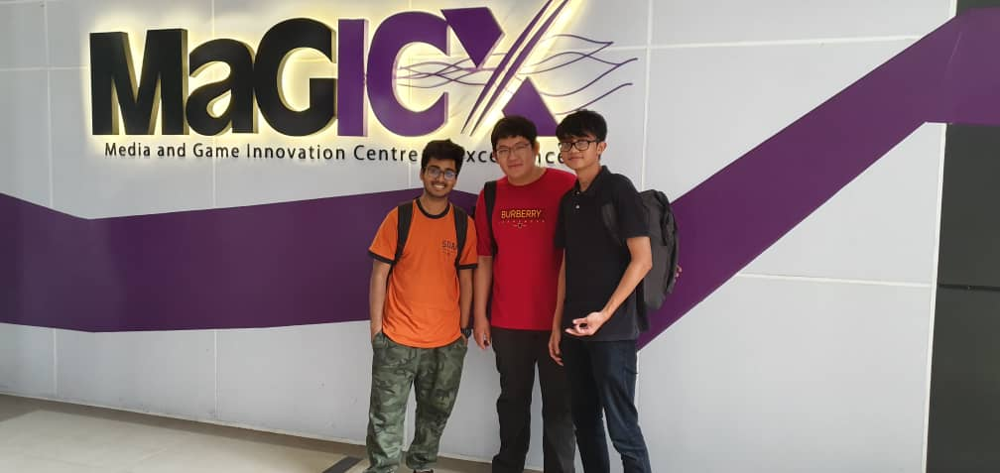 MaGICX
Media and Game Innovation Centre
BURBERRY